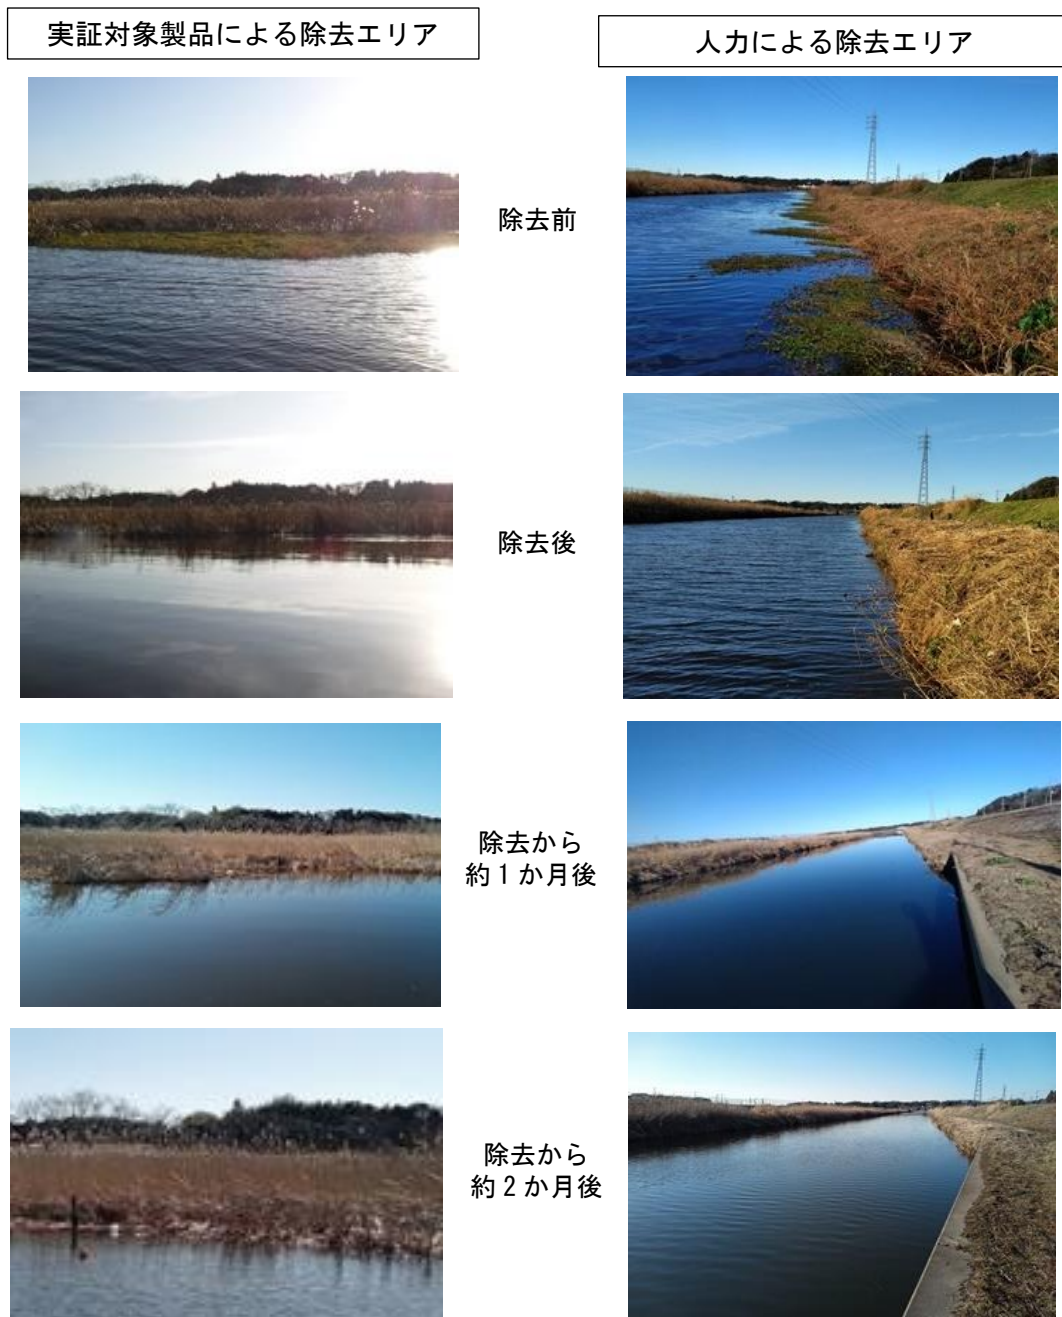 実証対象製品による除去エリア
人力による除去エリア
除去前
除去後
除去から
約1か月後
除去から
約2か月後